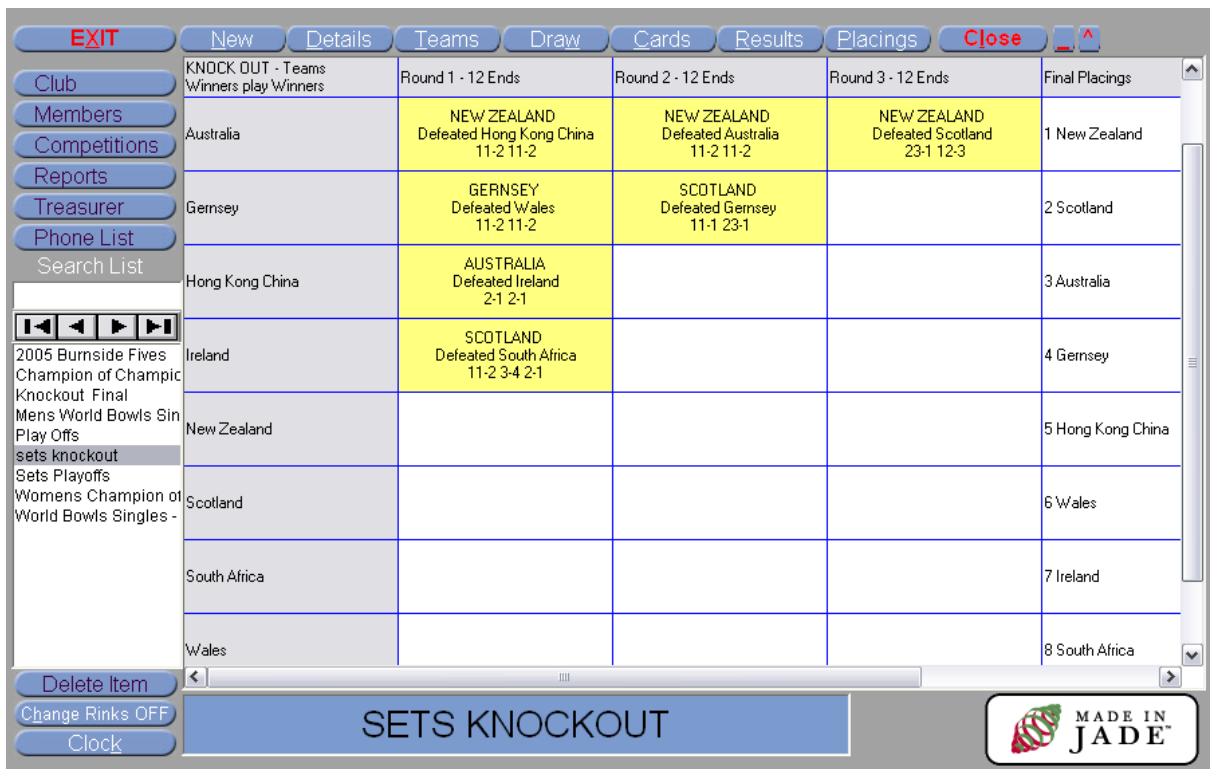 EXIT
New
Details
Teams
Draw
Cards
Results
Placings
Close
_
^
Club
Members
Competitions
Reports
Treasurer
Phone List
Search List
2005 Burnside Fives
Champion of Champic
Knockout Final
Mens World Bowls Sin
Play Offs
sets knockout
Sets Playoffs
Womens Champion of
World Bowls Singles -
Delete Item
Change Rinks OFF
Clock
KNOCK OUT - Teams
Winners play Winners
Round 1 - 12 Ends
Round 2 - 12 Ends
Round 3 - 12 Ends
Final Placings
Australia
NEW ZEALAND
Defeated Hong Kong China
11-2 11-2
NEW ZEALAND
Defeated Australia
11-2 11-2
NEW ZEALAND
Defeated Scotland
23-1 12-3
1 New Zealand
Gernsey
GERNSEY
Defeated Wales
11-2 11-2
SCOTLAND
Defeated Gernsey
11-1 23-1
2 Scotland
Hong Kong China
AUSTRALIA
Defeated Ireland
2-1 2-1
3 Australia
Ireland
SCOTLAND
Defeated South Africa
11-2 3-4 2-1
4 Gernsey
New Zealand
5 Hong Kong China
Scotland
6 Wales
South Africa
7 Ireland
Wales
8 South Africa
SETS KNOCKOUT
MADE IN
JADE™